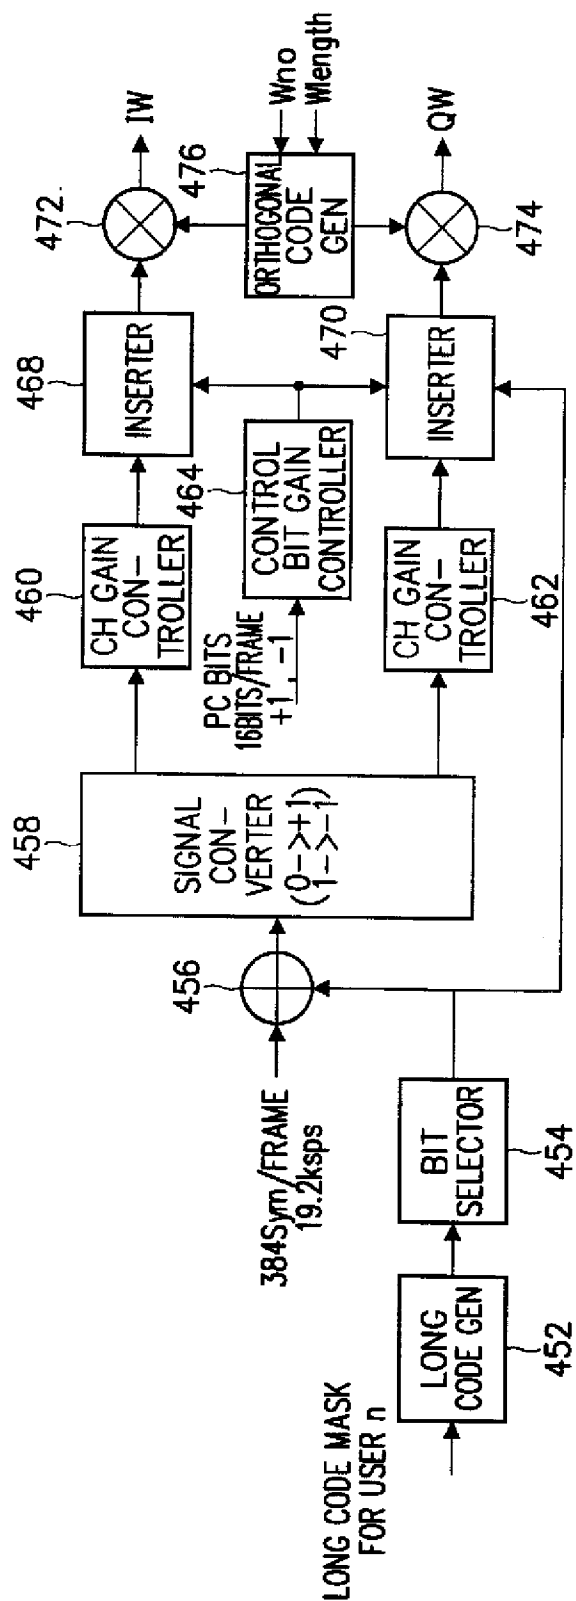 LONG CODE MASK
FOR USER n
LONG
CODE GEN
452
BIT
SELECTOR
454
384Sym/FRAME
19.2ksps
456
458
SIGNAL
CON-
VERTER
(0->+1
1->-1)
PC BITS
16BITS/FRAME
+1, -1
460
CH GAIN
CON-
TROLLER
464
CONTROL
BIT GAIN
CONTROLLER
CH GAIN
CON-
TROLLER
462
468
INSERTER
470
INSERTER
472
IW
476
ORTHOGONAL
CODE
GEN
Wno
Wlength
474
QW